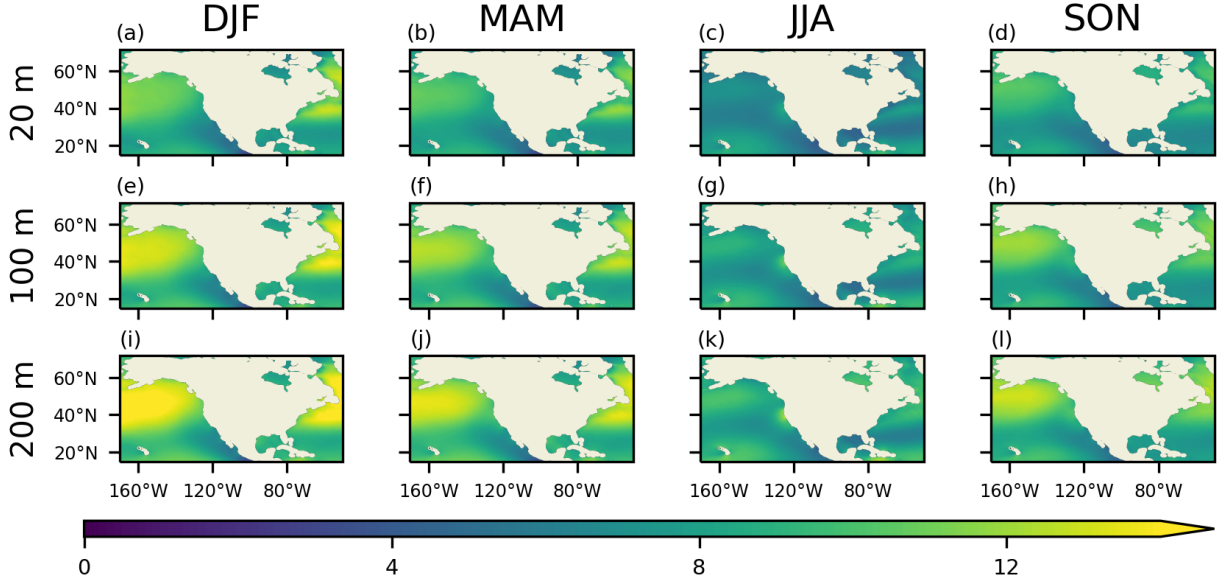 DJF MAM JJA SON
(a) (b) (c) (d)
20 m
60°N
40°N
20°N
(e) (f) (g) (h)
100 m
60°N
40°N
20°N
(i) (j) (k) (l)
200 m
60°N
40°N
20°N
160°W 120°W 80°W 160°W 120°W 80°W 160°W 120°W 80°W 160°W 120°W 80°W
0 4 8 12